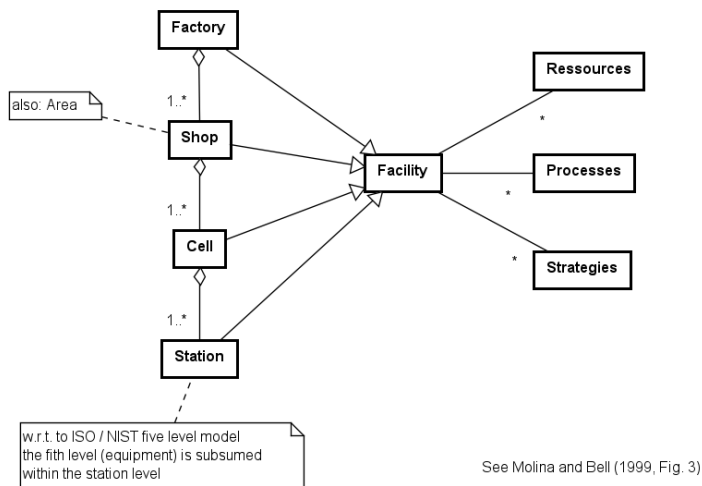 Factory
Ressources
1..*
also: Area
*
Shop
Facility
Processes
*
1..*
Cell
*
Strategies
1..*
Station
w.r.t. to ISO / NIST five level model
the fith level (equipment) is subsumed
within the station level
See Molina and Bell (1999, Fig. 3)